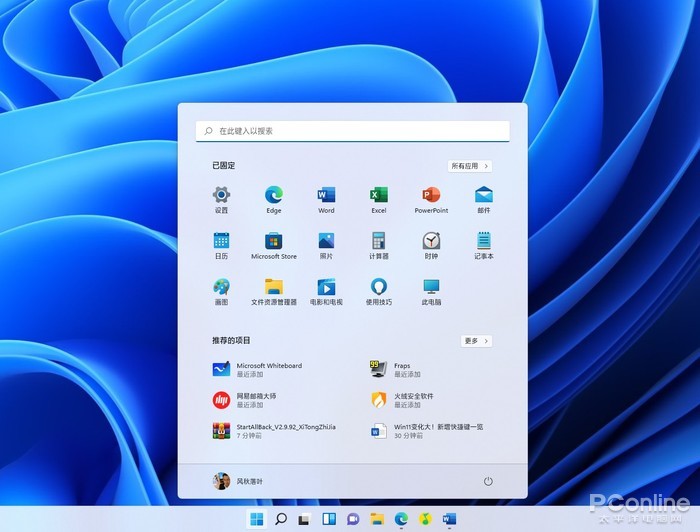 在此键入以搜索
已固定
所有应用
设置 Edge Word Excel PowerPoint 邮件
日历 Microsoft Store 照片 计算器 时钟 记事本
画图 文件资源管理器 电影和电视 使用技巧 此电脑
推荐的项目
更多
Microsoft Whiteboard
最近添加
99
Fraps
最近添加
网易邮箱大师
最近添加
火绒安全软件
最近添加
StartAllBack_V2.9.92_XiTongZhiJia
7 分钟前
Win11变化大！新增快捷键一览
30 分钟前
风秋落叶
PConline
太平洋电脑网